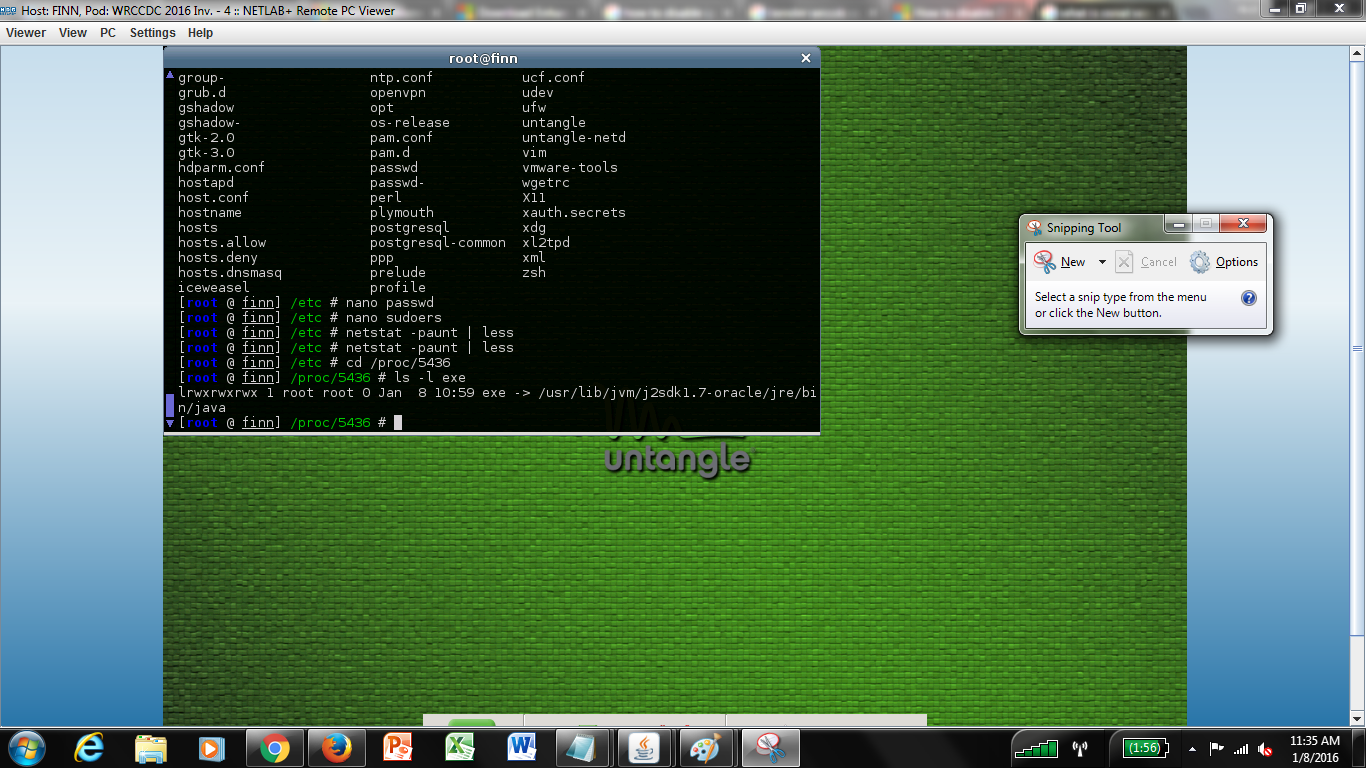 Host: FINN, Pod: WRCCDC 2016 Inv. - 4 :: NETLAB+ Remote PC Viewer
Viewer View PC Settings Help
root@finn
group- ntp.conf ucf.conf
grub.d openvpn udev
gshadow opt ufw
gshadow- os-release untangle
gtk-2.0 pam.conf untangle-netd
gtk-3.0 pam.d vim
hdparm.conf passwd vmware-tools
hostapd passwd- wgetrc
host.conf perl X11
hostname plymouth xauth.secrets
hosts postgresql xdg
hosts.allow postgresql-common xl2tpd
hosts.deny ppp xml
hosts.dnsmasq prelude zsh
iceweasel profile
[root @ finn] /etc # nano passwd
[root @ finn] /etc # nano sudoers
[root @ finn] /etc # netstat -paunt | less
[root @ finn] /etc # netstat -paunt | less
[root @ finn] /etc # cd /proc/5436
[root @ finn] /proc/5436 # ls -l exe
lrwxrwxrwx 1 root root 0 Jan  8 10:59 exe -> /usr/lib/jvm/j2sdk1.7-oracle/jre/bi
n/java
[root @ finn] /proc/5436 #
untangle
Snipping Tool
New Cancel Options
Select a snip type from the menu
or click the New button.
(1:56)
11:35 AM
1/8/2016